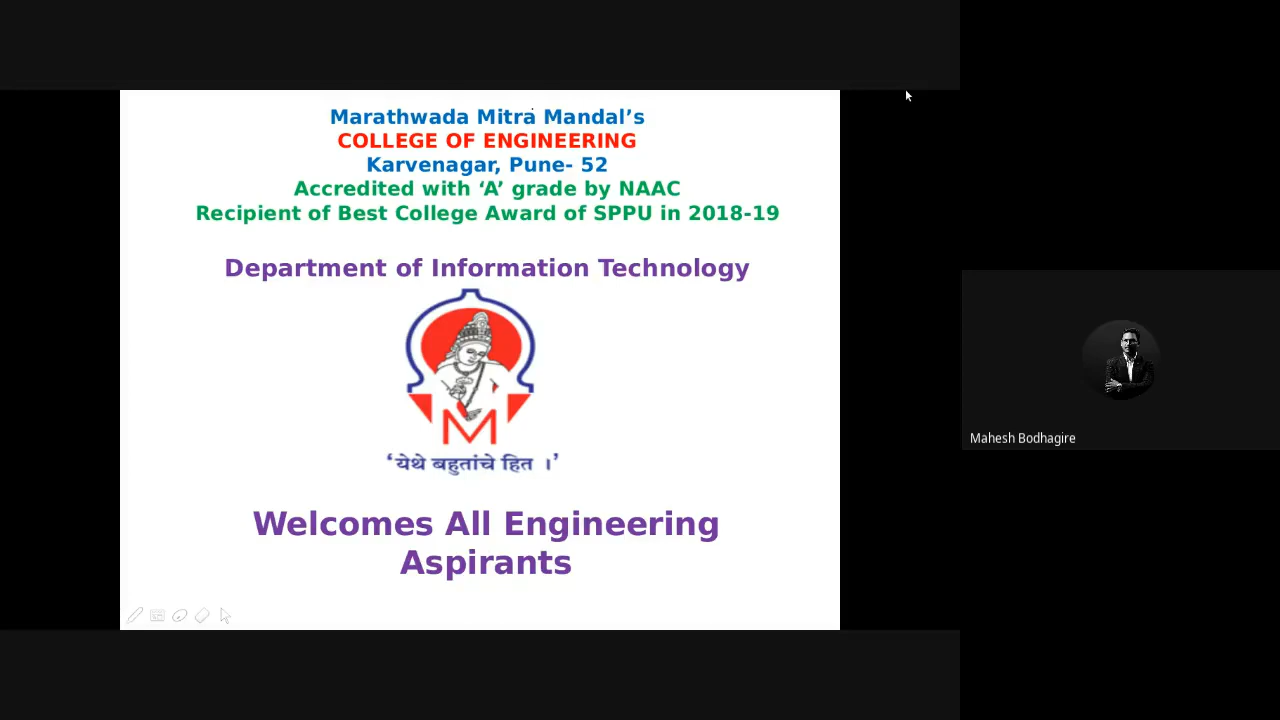 Marathwada Mitra Mandal’s
COLLEGE OF ENGINEERING
Karvenagar, Pune- 52
Accredited with ‘A’ grade by NAAC
Recipient of Best College Award of SPPU in 2018-19
Department of Information Technology
‘येथे बहुतांचे हित ।’
Welcomes All Engineering
Aspirants
Mahesh Bodhagire